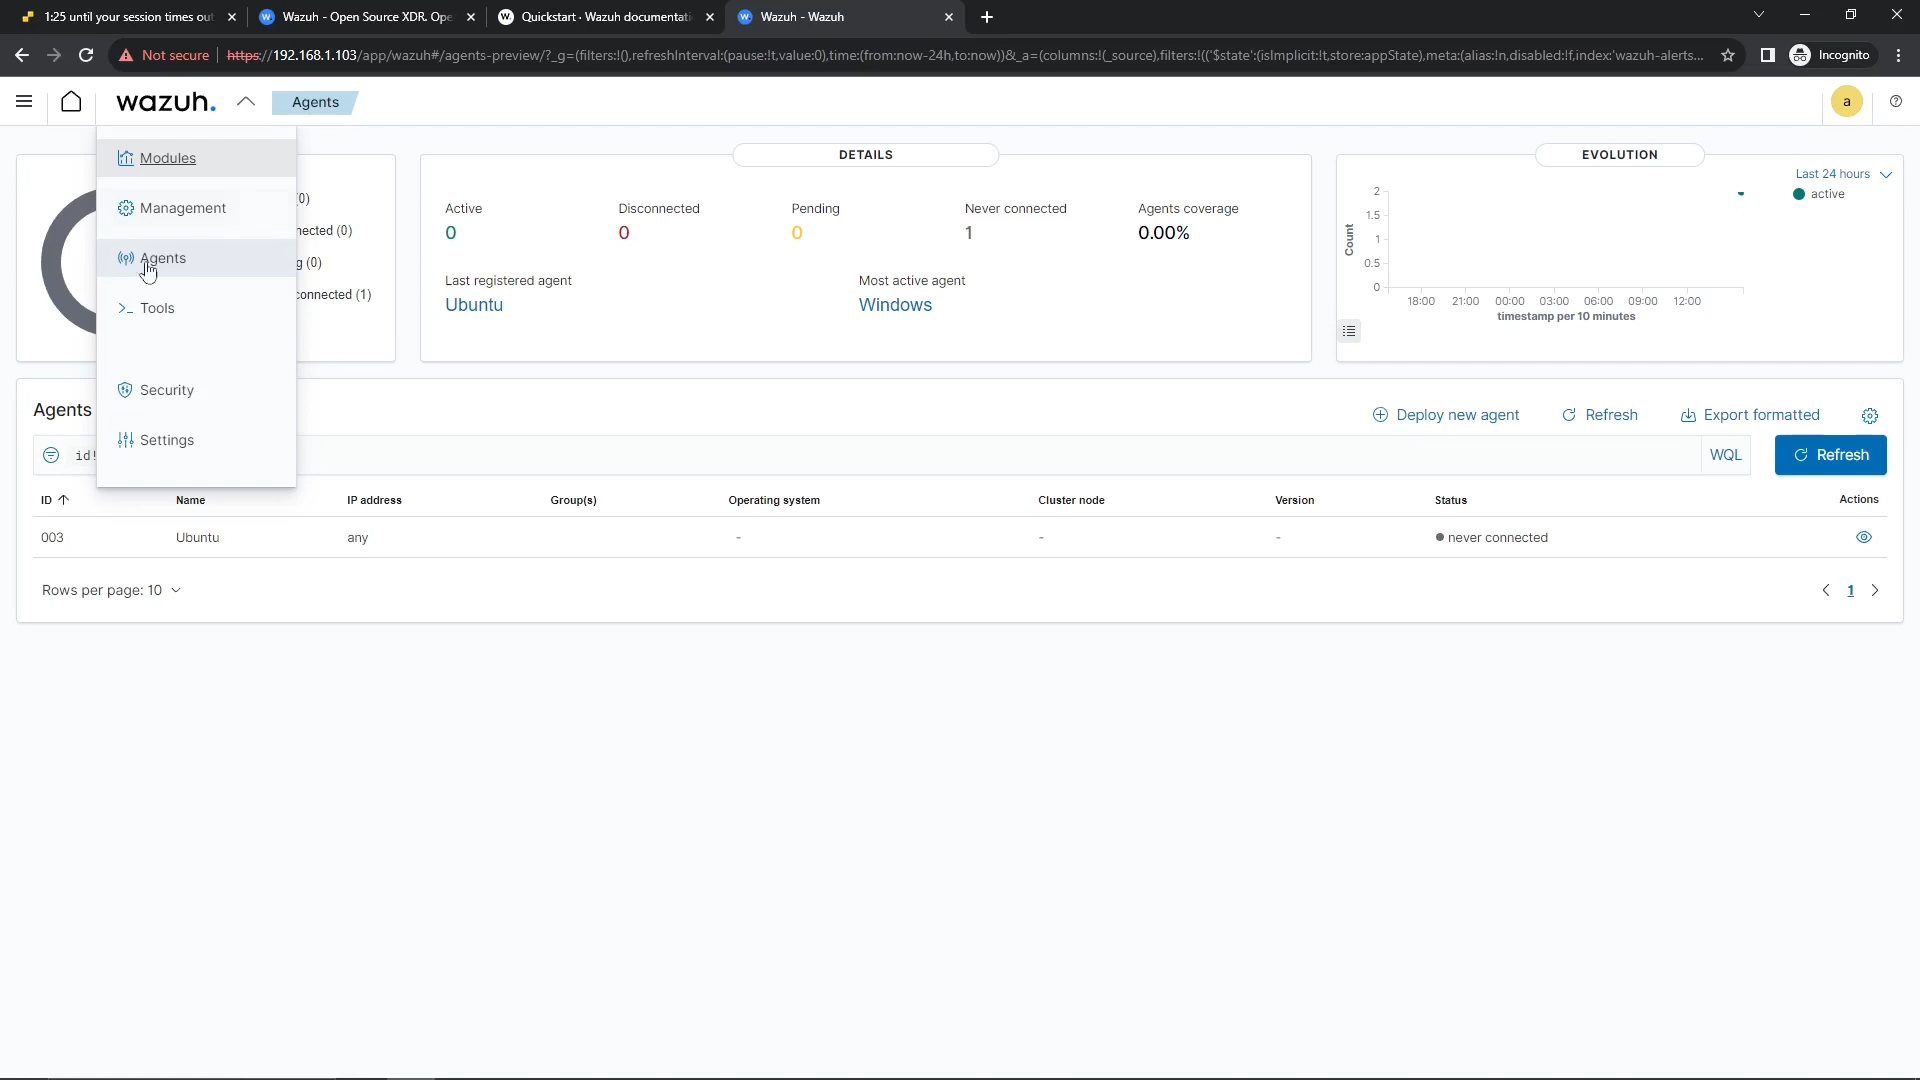 1:25 until your session times out
Wazuh - Open Source XDR. Ope
Quickstart · Wazuh documentati
Wazuh - Wazuh
Not secure
https://192.168.1.103/app/wazuh#/agents-preview/?_g=(filters:!(),refreshInterval:(pause:!t,value:0),time:(from:now-24h,to:now))&_a=(columns:!(_source),filters:!(('$state':(isImplicit:!t,store:appState),meta:(alias:!n,disabled:!f,index:'wazuh-alerts...
Incognito
wazuh.
Agents
a
Modules
Management
Agents
Tools
Security
Settings
(0)
nected (0)
g (0)
connected (1)
DETAILS
Active
Disconnected
Pending
Never connected
Agents coverage
0
0
0
1
0.00%
Last registered agent
Most active agent
Ubuntu
Windows
EVOLUTION
Last 24 hours
active
2
1.5
1
0.5
0
Count
18:00
21:00
00:00
03:00
06:00
09:00
12:00
timestamp per 10 minutes
Agents
Deploy new agent
Refresh
Export formatted
id!
WQL
Refresh
ID
Name
IP address
Group(s)
Operating system
Cluster node
Version
Status
Actions
003
Ubuntu
any
-
-
-
never connected
Rows per page: 10
1